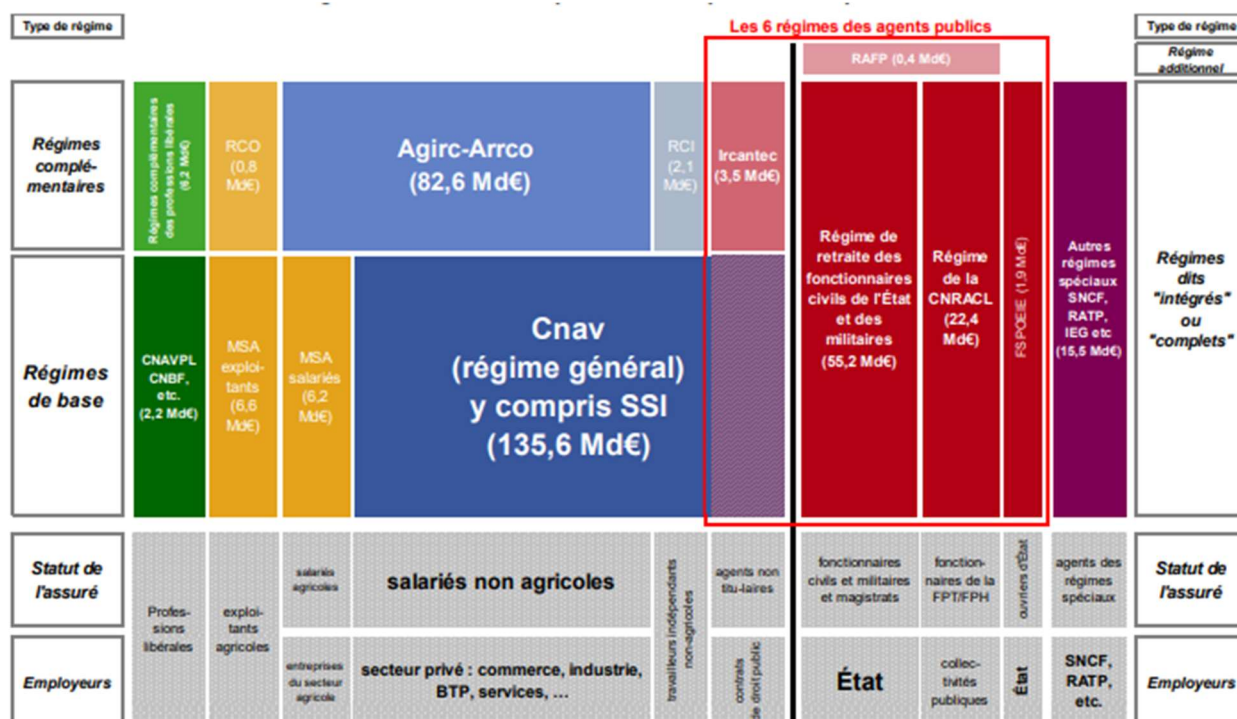 Type de régime
Les 6 régimes des agents publics
Type de régime
RAFP (0,4 Md€)
Régime
additionnel
Régimes
complé-
mentaires
Régimes complémentaires
des professions libérales
(6,2 Md€)
RCO
(0,8
Md€)
Agirc-Arrco
(82,6 Md€)
RCI
(2,1
Md€)
Ircantec
(3,5 Md€)
Régime de
retraite des
fonctionnaires
civils de l'État
et des
militaires
(55,2 Md€)
Régime
de la
CNRACL
(22,4
Md€)
FSPOEIE (1,9 Md€)
Autres
régimes
spéciaux
SNCF,
RATP,
IEG etc
(15,5 Md€)
Régimes
dits
"intégrés"
ou
"complets"
Régimes
de base
CNAVPL
CNBF,
etc.
(2,2 Md€)
MSA
exploi-
tants
(6,6
Md€)
MSA
salariés
(6,2
Md€)
Cnav
(régime général)
y compris SSI
(135,6 Md€)
Statut de
l'assuré
Profes-
sions
libérales
exploi-
tants
agricoles
salariés
agricoles
salariés non agricoles
travailleurs indépendants
non-agricoles
agents non
titu-laires
fonctionnaires
civils et militaires
et magistrats
fonction-
naires de la
FPT/FPH
ouvriers d'État
agents des
régimes
spéciaux
Statut de
l'assuré
Employeurs
entreprises
du secteur
agricole
secteur privé : commerce, industrie,
BTP, services, ...
contrats
de droit public
État
collec-
tivités
publiques
État
SNCF,
RATP,
etc.
Employeurs